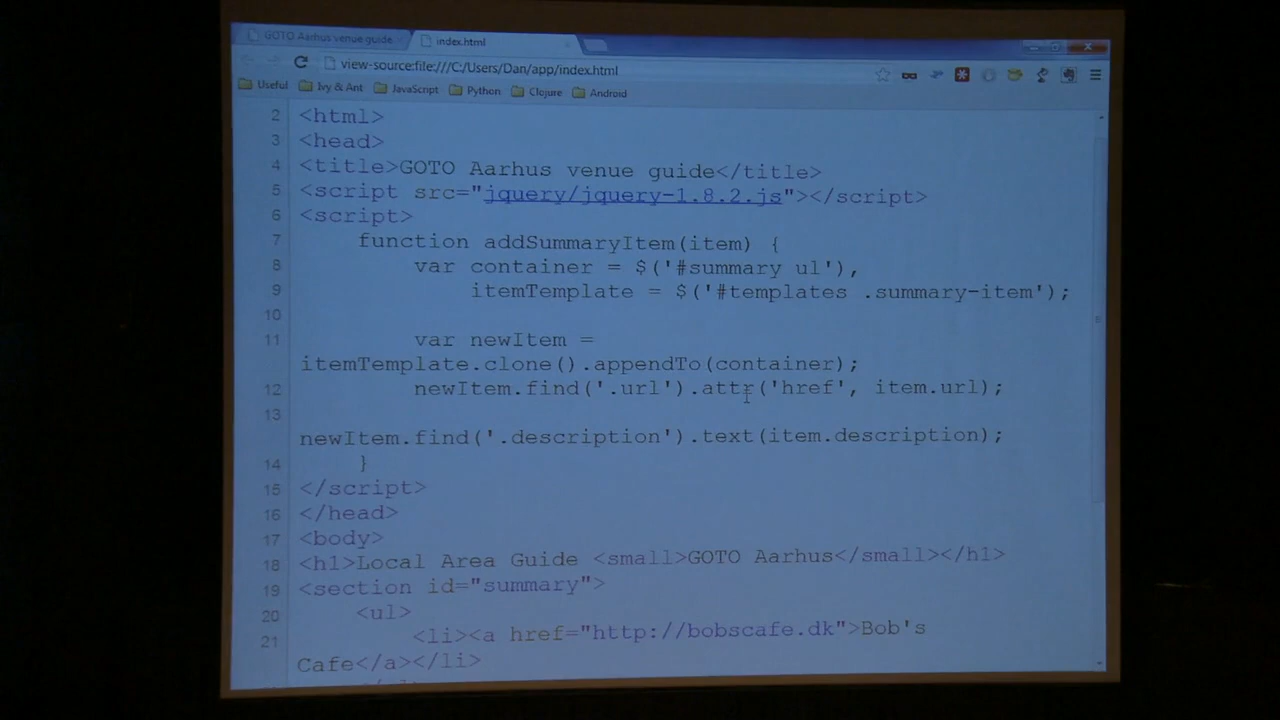 GOTO Aarhus venue guide
index.html
view-source:file:///C:/Users/Dan/app/index.html
Useful Ivy & Ant JavaScript Python Clojure Android
2 <html>
3 <head>
4 <title>GOTO Aarhus venue guide</title>
5 <script src="jquery/jquery-1.8.2.js"></script>
6 <script>
7 function addSummaryItem(item) {
8 var container = $('#summary ul'),
9 itemTemplate = $('#templates .summary-item');
10
11 var newItem =
itemTemplate.clone().appendTo(container);
12 newItem.find('.url').attr('href', item.url);
13
newItem.find('.description').text(item.description);
14 }
15 </script>
16 </head>
17 <body>
18 <h1>Local Area Guide <small>GOTO Aarhus</small></h1>
19 <section id="summary">
20 <ul>
21 <li><a href="http://bobscafe.dk">Bob's
Cafe</a></li>